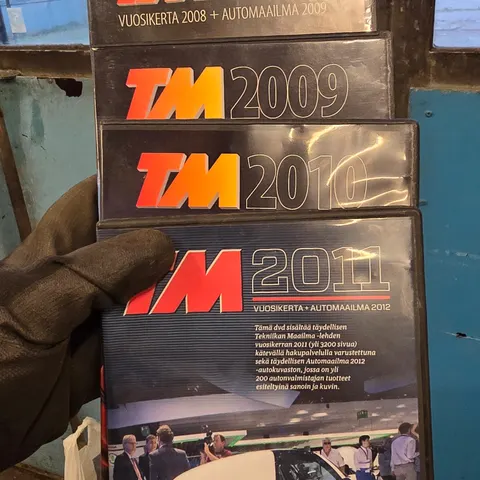 VUOSIKERTA 2008 + AUTOMAAILMA 2009
TM 2009
TM 2010
TM 2011
VUOSIKERTA + AUTOMAAILMA 2012
Tämä dvd sisältää täydellisen
Tekniikan Maailma -lehden
vuosikerran 2011 (yli 3200 sivua)
kätevällä hakupalvelulla varustettuna
sekä täydellisen Automaailma 2012
-autokuvaston, jossa on yli
200 autonvalmistajan tuotteet
esiteltyinä sanoin ja kuvin.